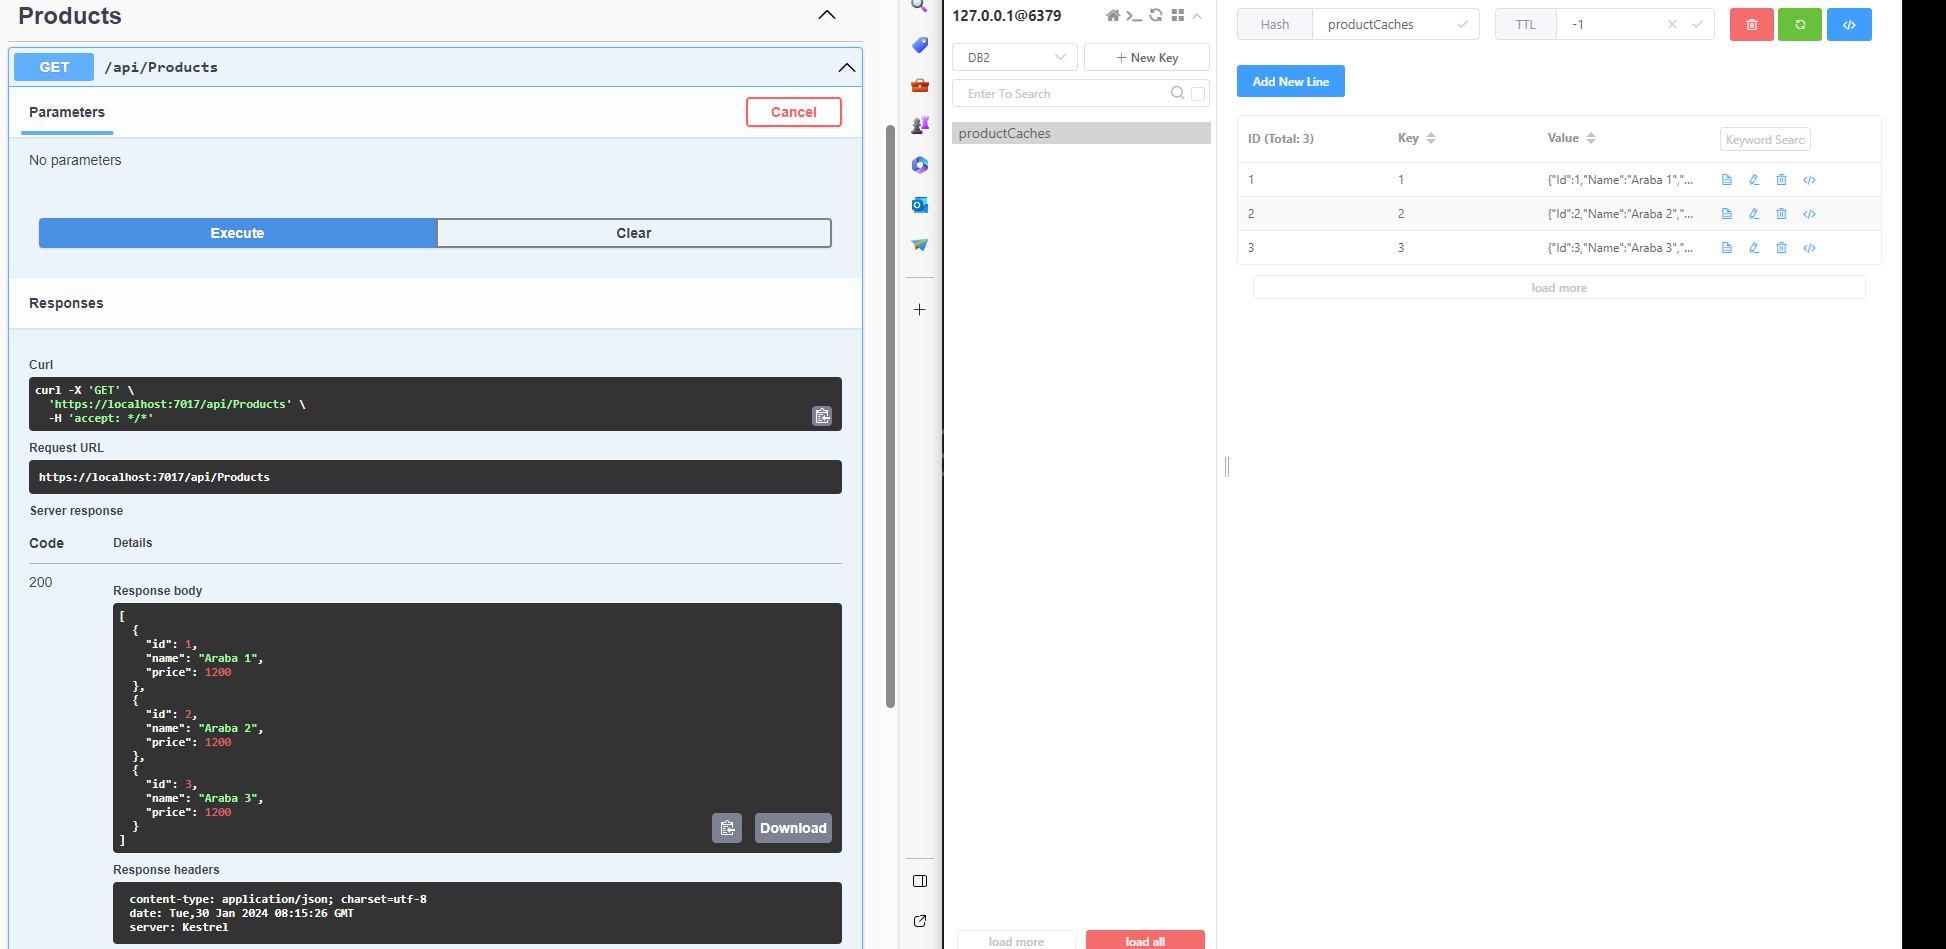 Products
GET /api/Products
Parameters
Cancel
No parameters
Execute
Clear
Responses
Curl
curl -X 'GET' \
'https://localhost:7017/api/Products' \
-H 'accept: */*'
Request URL
https://localhost:7017/api/Products
Server response
Code Details
200
Response body
[
{
"id": 1,
"name": "Araba 1",
"price": 1200
},
{
"id": 2,
"name": "Araba 2",
"price": 1200
},
{
"id": 3,
"name": "Araba 3",
"price": 1200
}
]
Download
Response headers
content-type: application/json; charset=utf-8
date: Tue,30 Jan 2024 08:15:26 GMT
server: Kestrel
127.0.0.1@6379
DB2
+ New Key
Enter To Search
productCaches
load more
load all
Hash productCaches
TTL -1
Add New Line
ID (Total: 3) Key Value Keyword Searc
1 1 {"Id":1,"Name":"Araba 1","...
2 2 {"Id":2,"Name":"Araba 2","...
3 3 {"Id":3,"Name":"Araba 3","...
load more